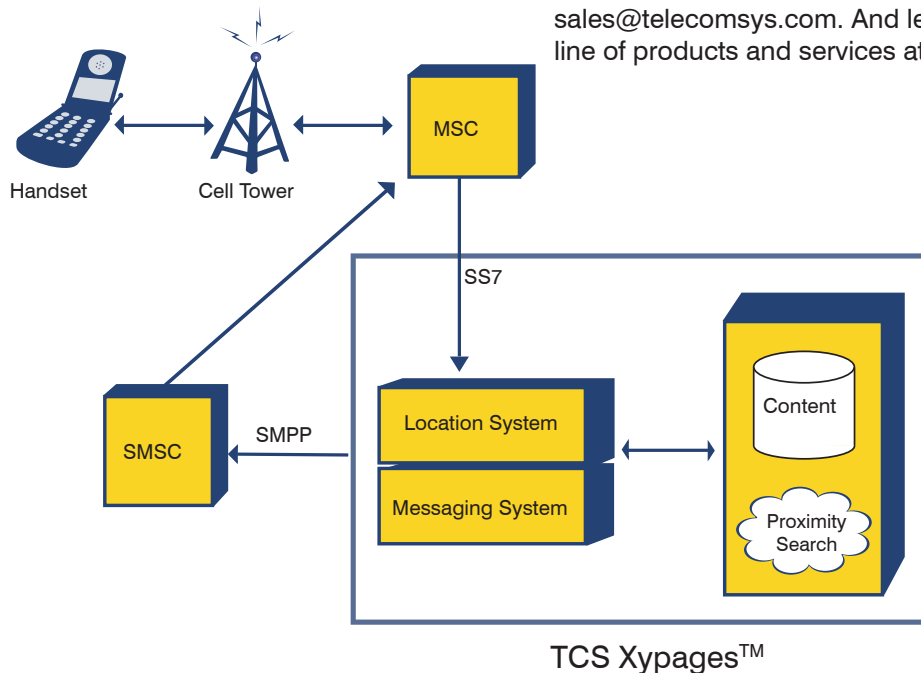 sales@telecomsys.com. And le
line of products and services at
MSC
Handset
Cell Tower
SS7
Location System
Content
SMPP
SMSC
Messaging System
Proximity
Search
TCS Xypages™